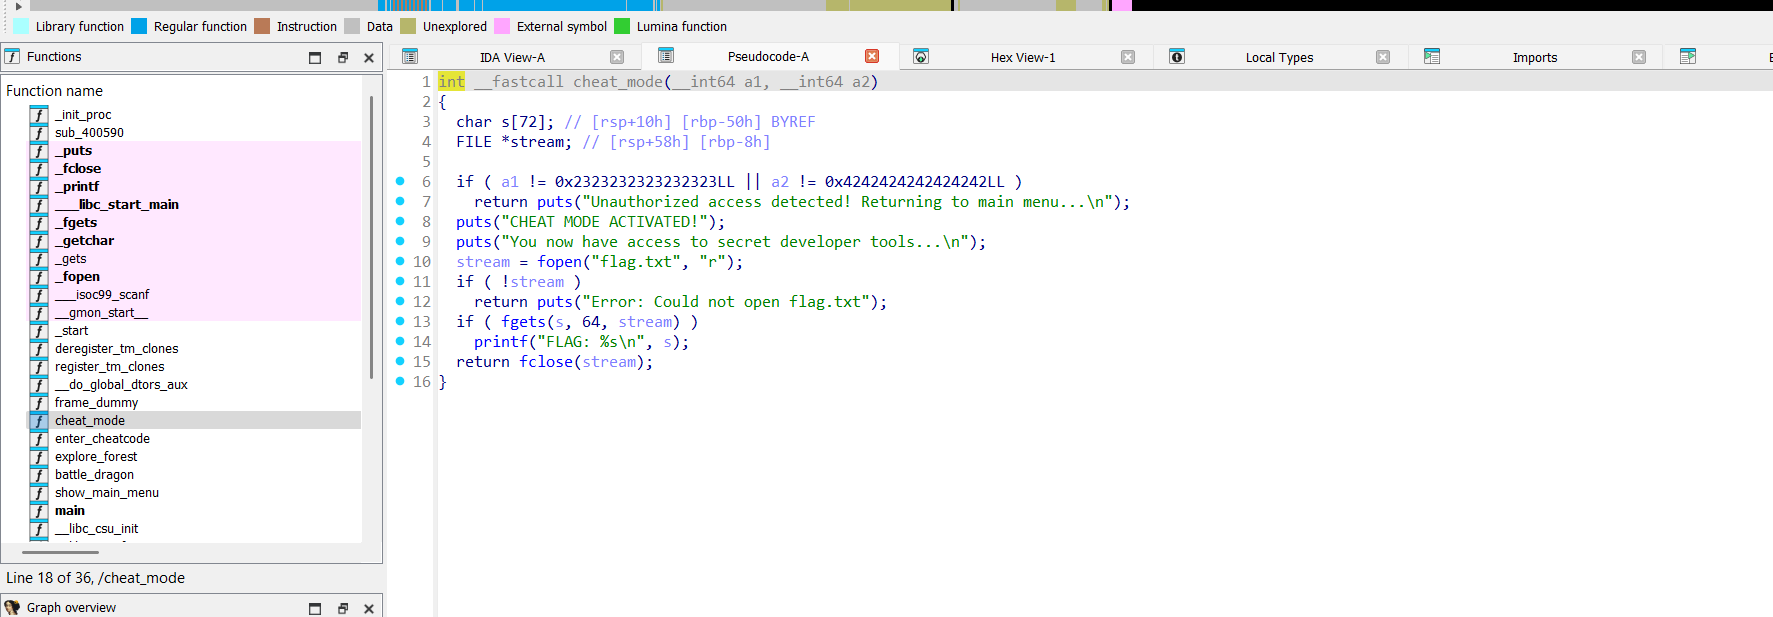 Library function Regular function Instruction Data Unexplored External symbol Lumina function
Functions
IDA View-A Pseudocode-A Hex View-1 Local Types Imports
Function name
_init_proc
sub_400590
_puts
_fclose
_printf
___libc_start_main
_fgets
_getchar
_gets
_fopen
___isoc99_scanf
__gmon_start__
_start
deregister_tm_clones
register_tm_clones
__do_global_dtors_aux
frame_dummy
cheat_mode
enter_cheatcode
explore_forest
battle_dragon
show_main_menu
main
__libc_csu_init
Line 18 of 36, /cheat_mode
Graph overview
1 int __fastcall cheat_mode(__int64 a1, __int64 a2)
2 {
3 char s[72]; // [rsp+10h] [rbp-50h] BYREF
4 FILE *stream; // [rsp+58h] [rbp-8h]
5
6 if ( a1 != 0x2323232323232323LL || a2 != 0x4242424242424242LL )
7 return puts("Unauthorized access detected! Returning to main menu...\n");
8 puts("CHEAT MODE ACTIVATED!");
9 puts("You now have access to secret developer tools...\n");
10 stream = fopen("flag.txt", "r");
11 if ( !stream )
12 return puts("Error: Could not open flag.txt");
13 if ( fgets(s, 64, stream) )
14 printf("FLAG: %s\n", s);
15 return fclose(stream);
16 }